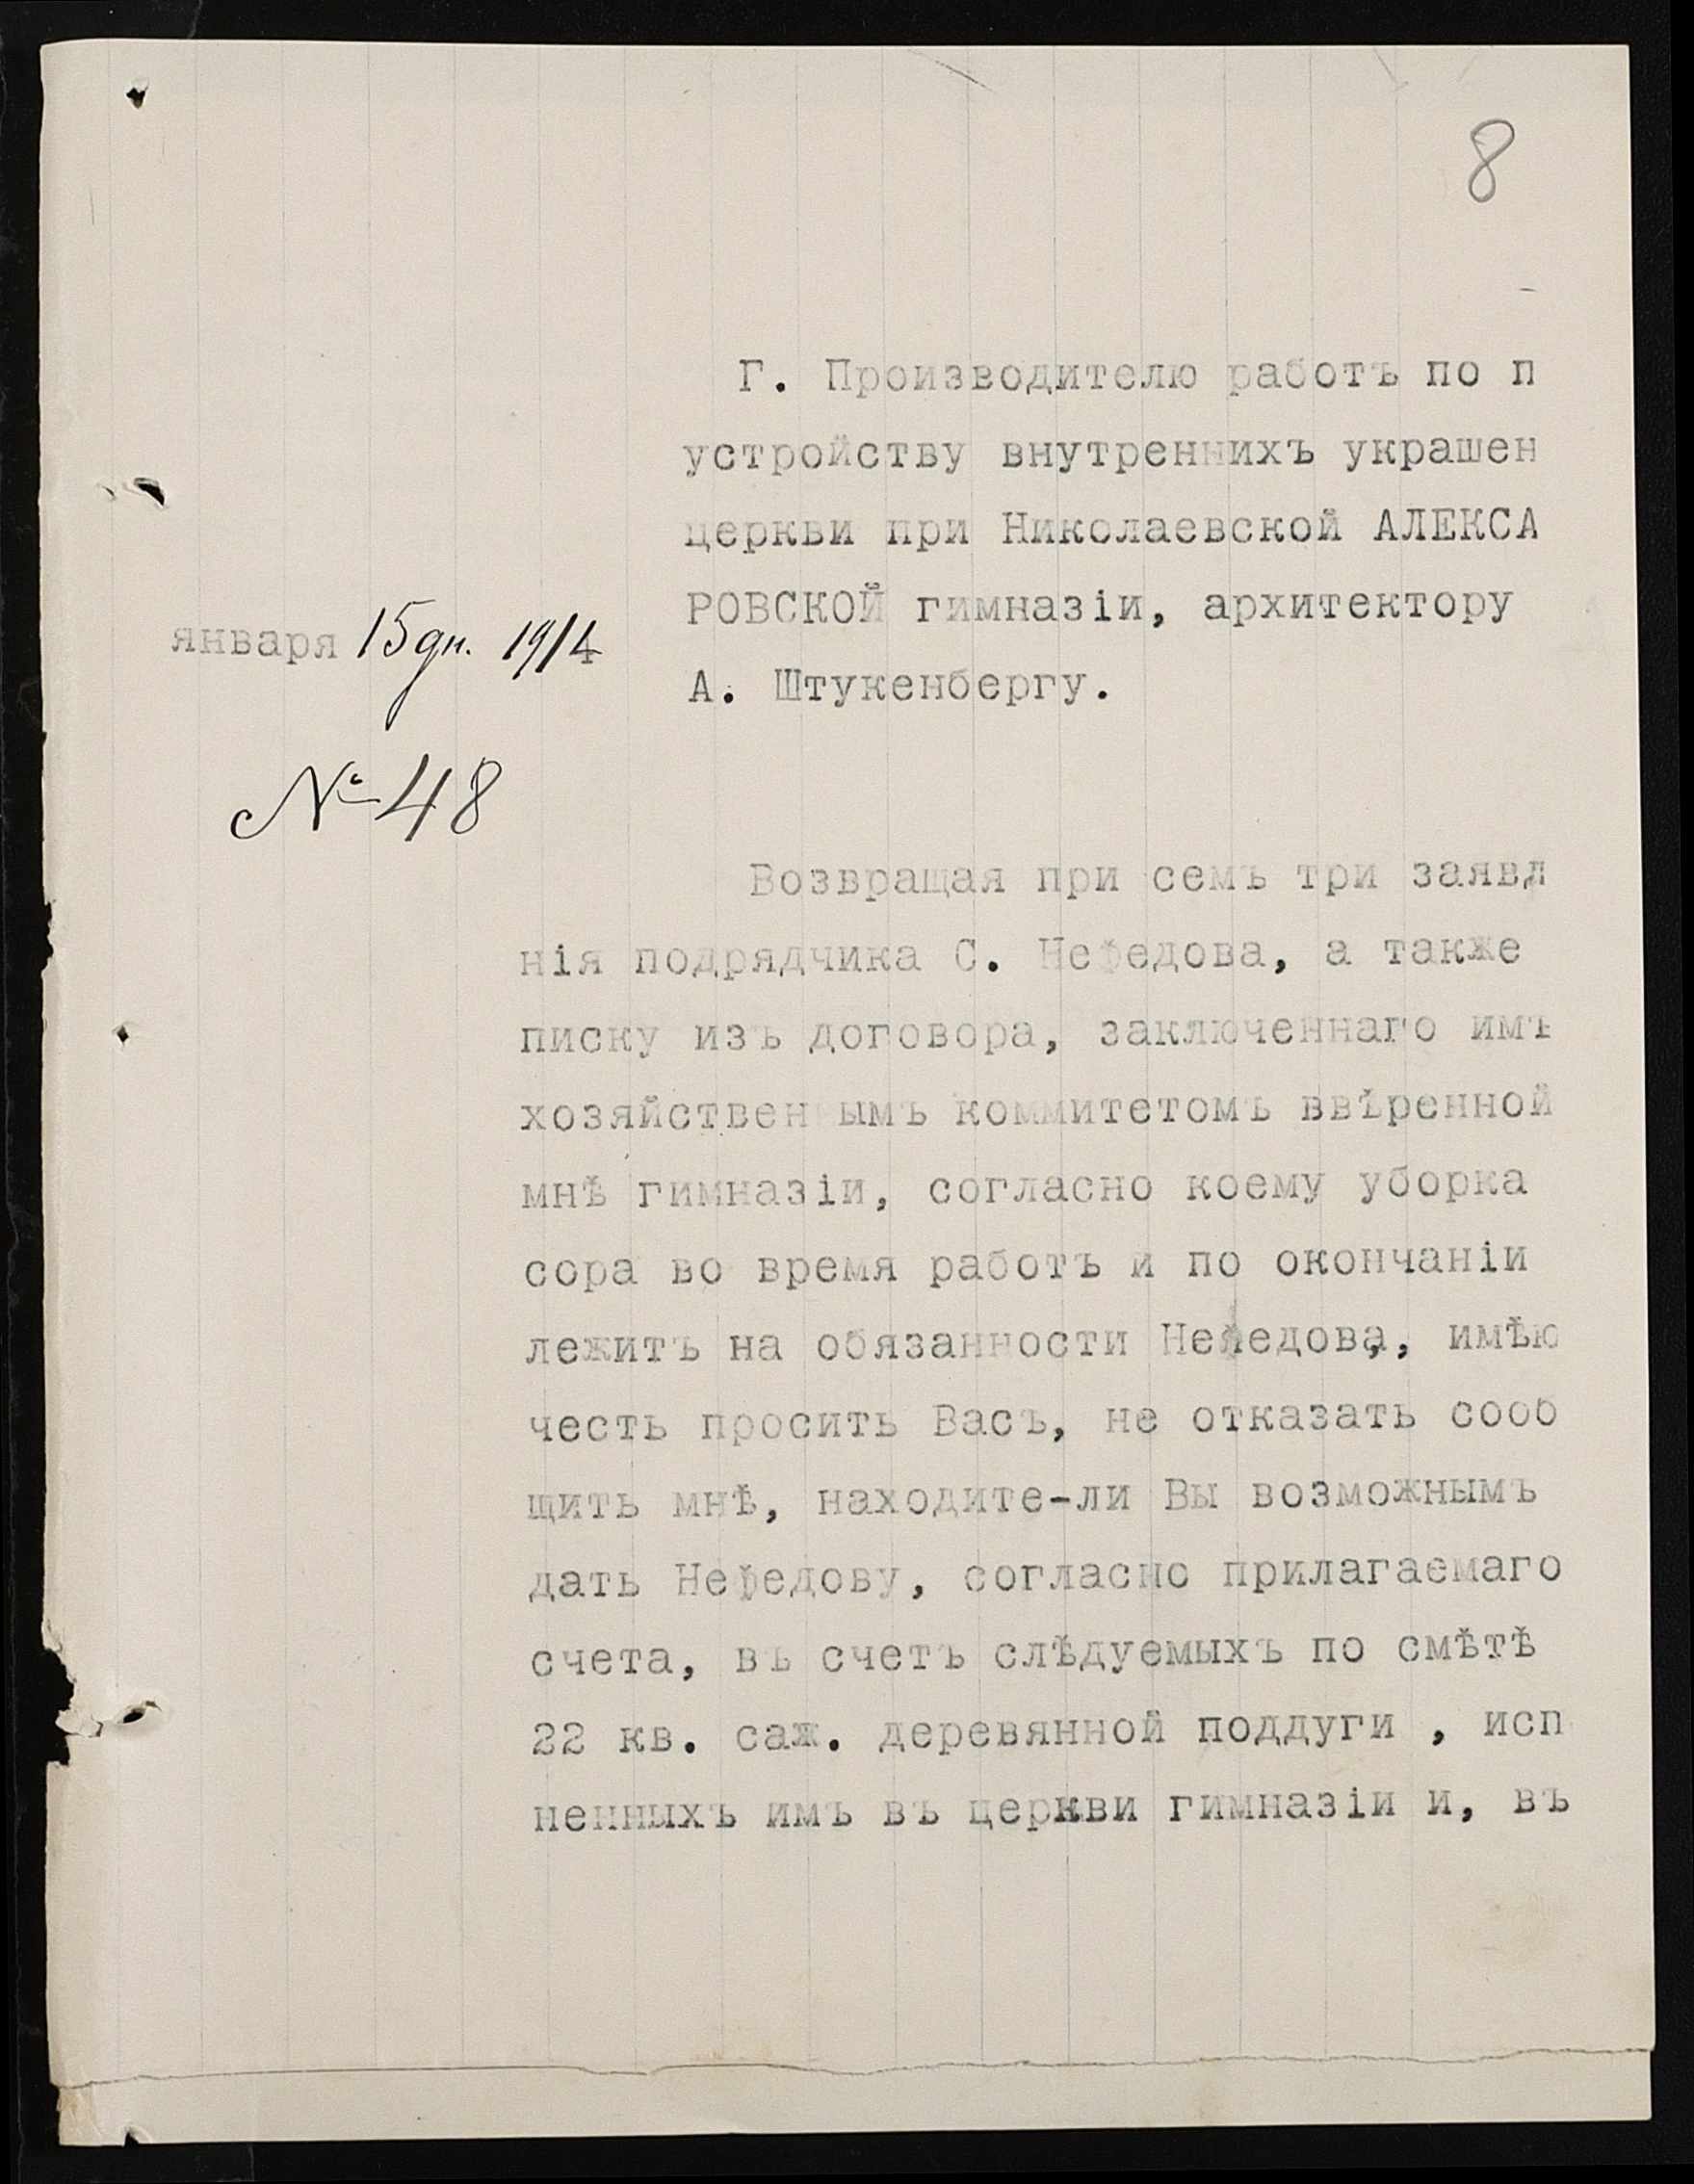 8
Г. Производителю работъ по п
устройству внутреннихъ украшен
церкви при Николаевской АЛЕКСА
РОВСКОЙ гимназіи, архитектору
А. Штукенбергу.
января 15 дн. 1914
№ 48
Возвращая при семъ три заявл
нія подрядчика С. Нефедова, а также
писку изъ договора, заключеннаго имъ
хозяйственнымъ коммитетомъ ввѣренной
мнѣ гимназіи, согласно коему уборка
сора во время работъ и по окончаніи
лежитъ на обязанности Нефедова, имѣю
честь просить Васъ, не отказать сооб
щить мнѣ, находите-ли Вы возможнымъ
дать Нефедову, согласно прилагаемаго
счета, въ счетъ слѣдуемыхъ по смѣтѣ
22 кв. саж. деревянной поддуги , исп
ненныхъ имъ въ церкви гимназіи и, въ